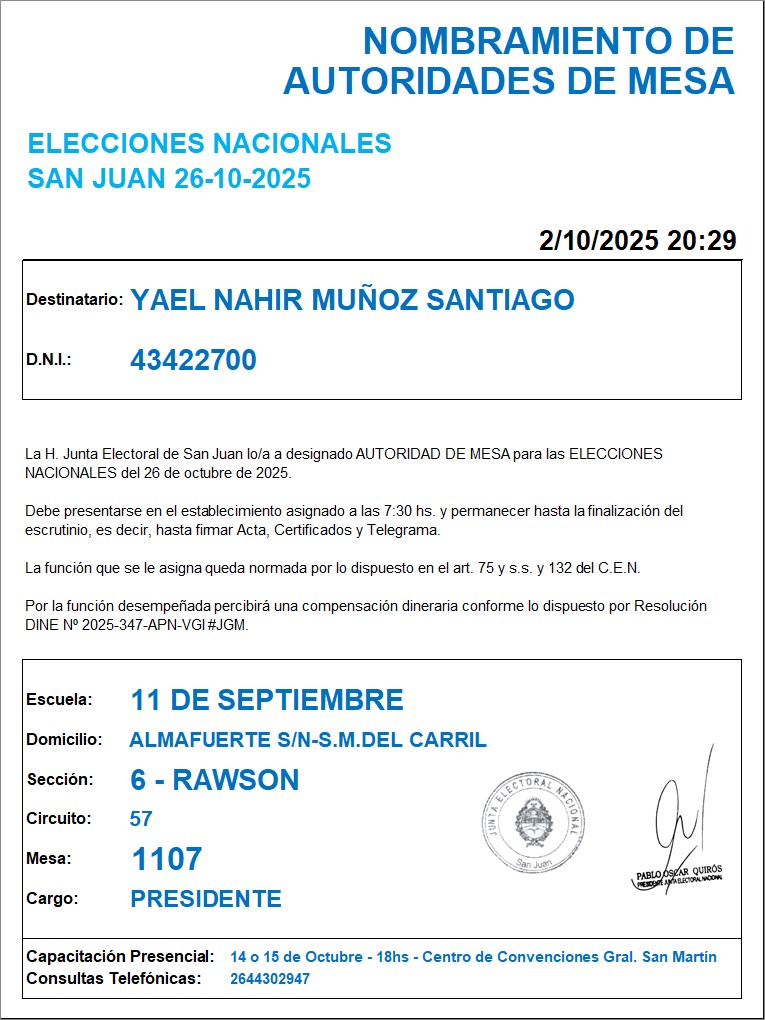 NOMBRAMIENTO DE
AUTORIDADES DE MESA
ELECCIONES NACIONALES
SAN JUAN 26-10-2025
2/10/2025 20:29
Destinatario: YAEL NAHIR MUÑOZ SANTIAGO
D.N.I.: 43422700
La H. Junta Electoral de San Juan lo/a a designado AUTORIDAD DE MESA para las ELECCIONES
NACIONALES del 26 de octubre de 2025.
Debe presentarse en el establecimiento asignado a las 7:30 hs. y permanecer hasta la finalización del
escrutinio, es decir, hasta firmar Acta, Certificados y Telegrama.
La función que se le asigna queda normada por lo dispuesto en el art. 75 y s.s. y 132 del C.E.N.
Por la función desempeñada percibirá una compensación dineraria conforme lo dispuesto por Resolución
DINE Nº 2025-347-APN-VGI#JGM.
Escuela: 11 DE SEPTIEMBRE
Domicilio: ALMAFUERTE S/N-S.M.DEL CARRIL
Sección: 6 - RAWSON
Circuito: 57
Mesa: 1107
Cargo: PRESIDENTE
JUNTA ELECTORAL NACIONAL
San Juan
PABLO OSCAR QUIRÓS
PRESIDENTE JUNTA ELECTORAL NACIONAL
Capacitación Presencial: 14 o 15 de Octubre - 18hs - Centro de Convenciones Gral. San Martín
Consultas Telefónicas: 2644302947